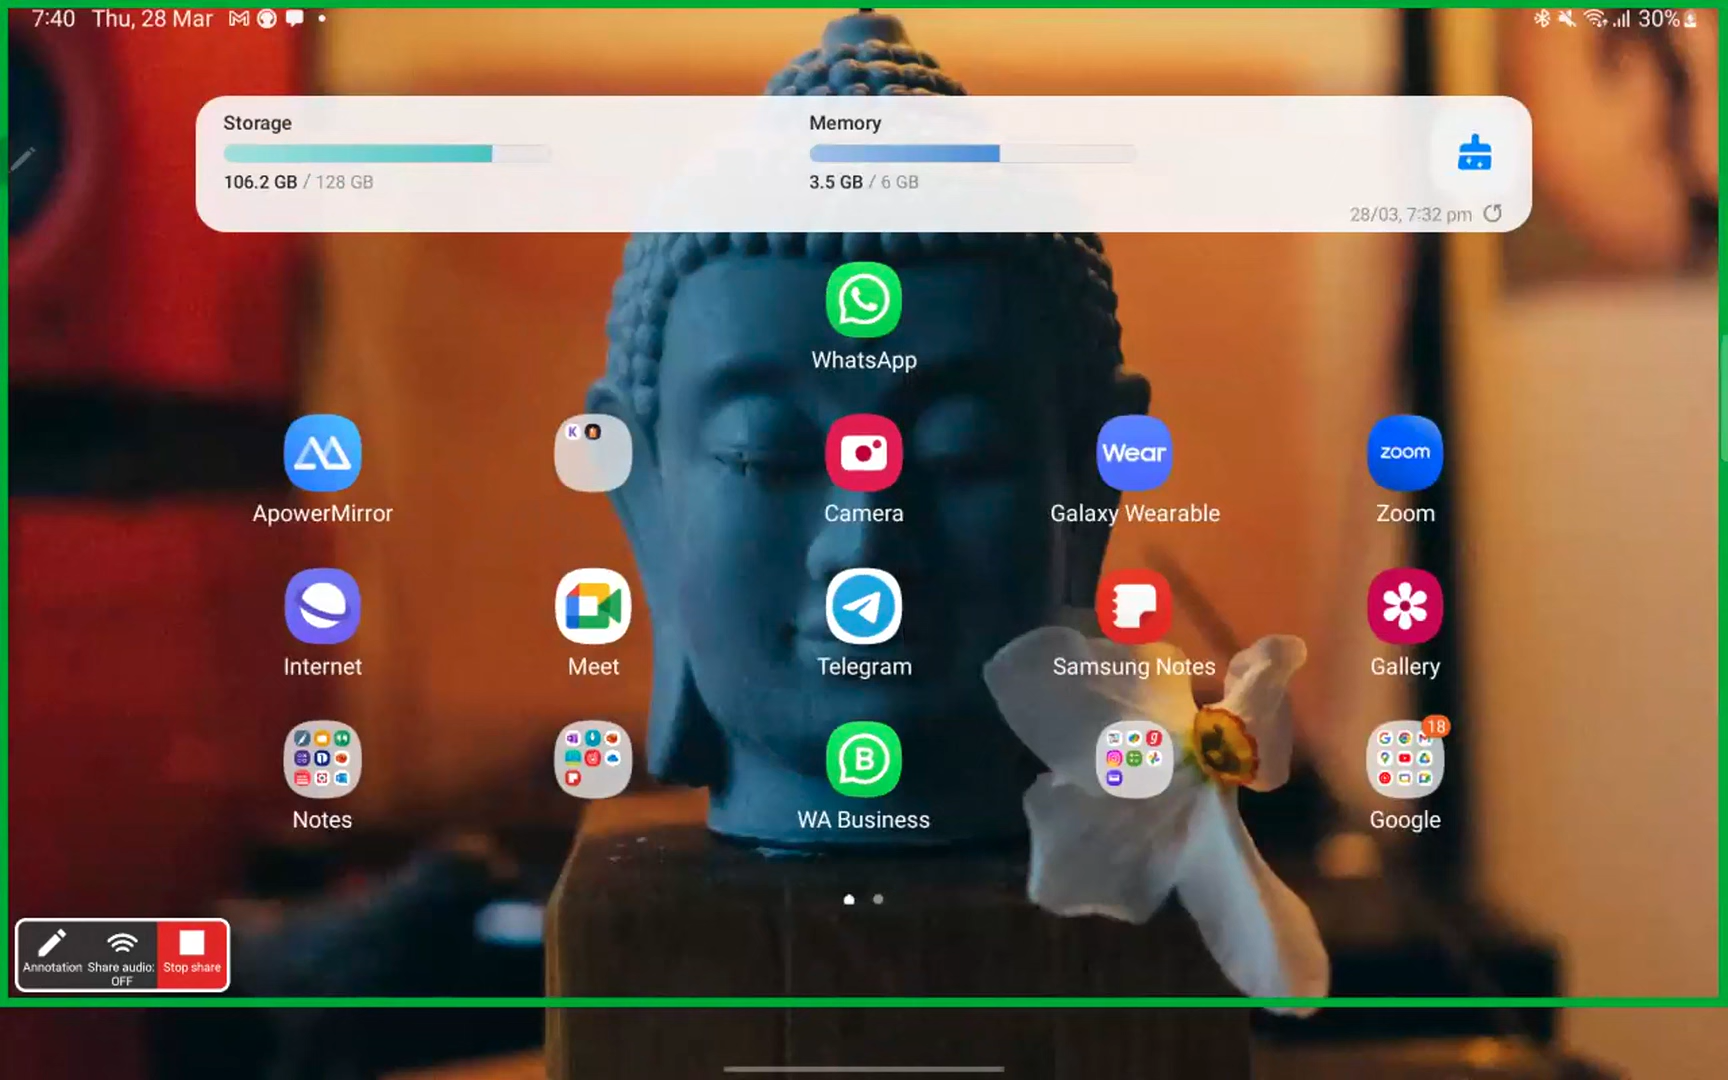 7:40 Thu, 28 Mar
30%
Storage
Memory
106.2 GB / 128 GB
3.5 GB / 6 GB
28/03, 7:32 pm
WhatsApp
K
Wear
zoom
ApowerMirror
Camera
Galaxy Wearable
Zoom
Internet
Meet
Telegram
Samsung Notes
Gallery
B
18
Notes
WA Business
Google
Annotation
Share audio:
OFF
Stop share